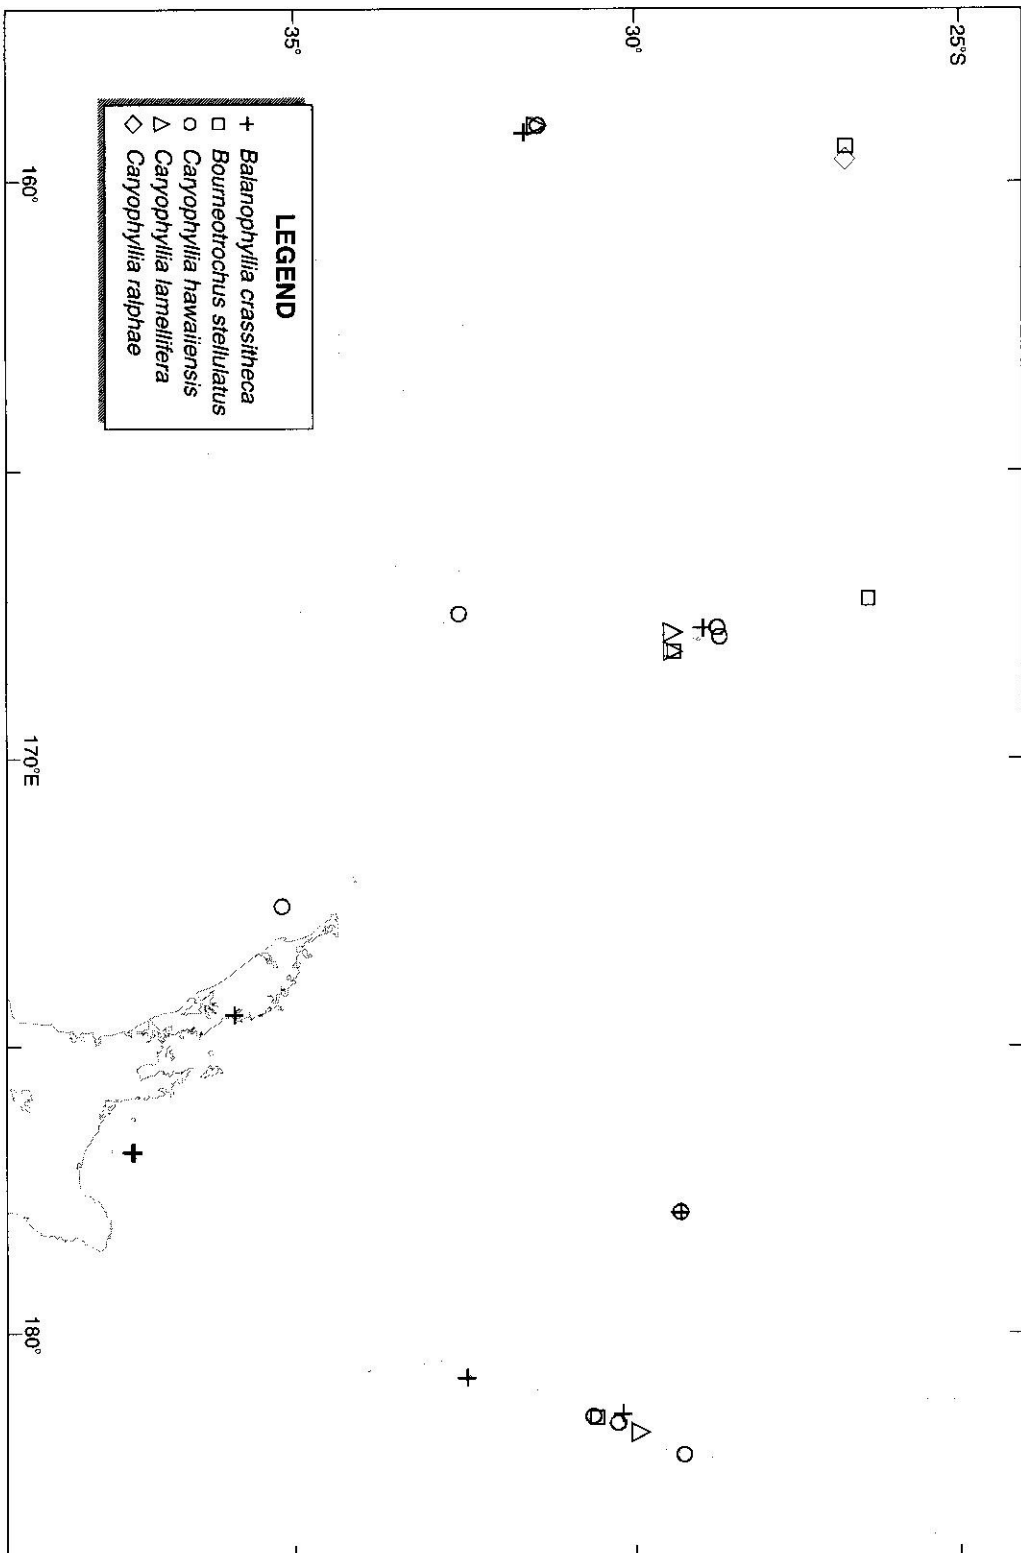 25°S
30°
35°
160°
170°E
180°
LEGEND
+ Balanophyllia crassitheca
□ Bourneotrochus stellulatus
○ Caryophyllia hawaiiensis
△ Caryophyllia lamellifera
◇ Caryophyllia ralphae